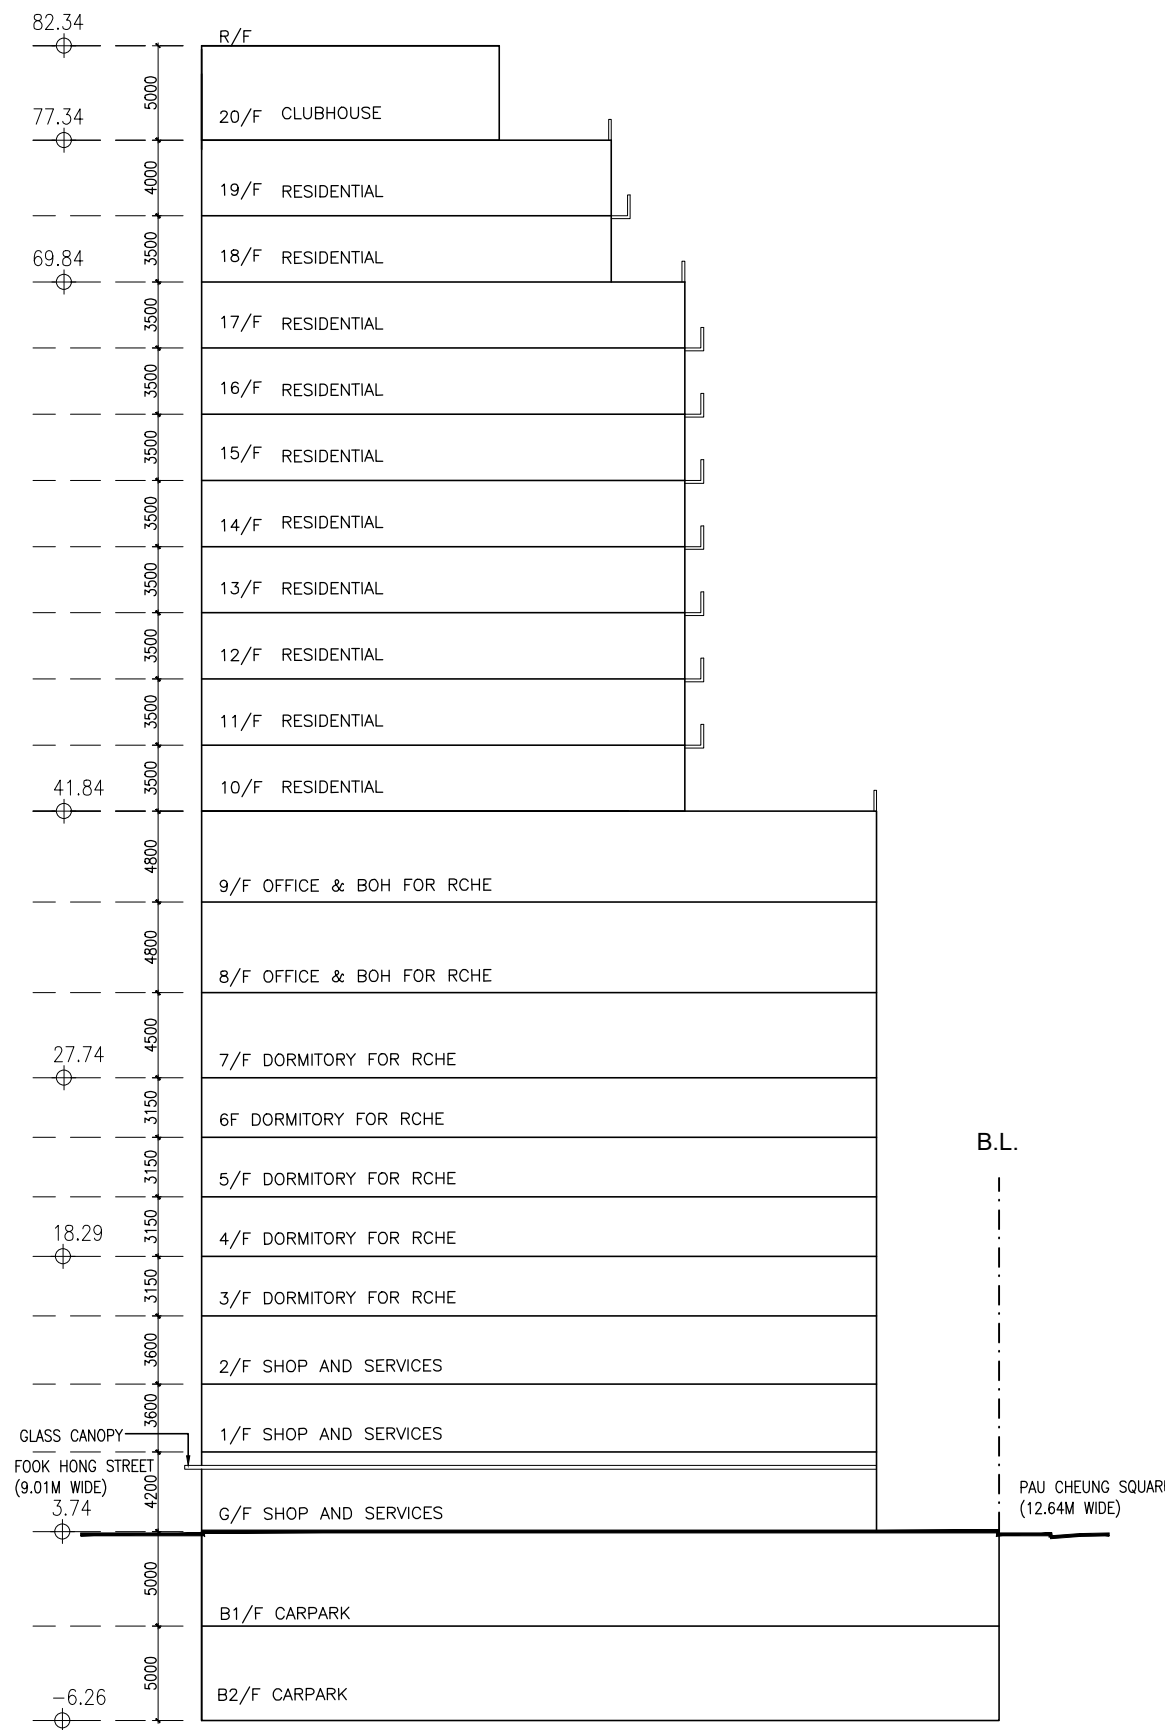 82.34
R/F
5000
20/F CLUBHOUSE
77.34
4000
19/F RESIDENTIAL
3500
18/F RESIDENTIAL
69.84
3500
17/F RESIDENTIAL
3500
16/F RESIDENTIAL
3500
15/F RESIDENTIAL
3500
14/F RESIDENTIAL
3500
13/F RESIDENTIAL
3500
12/F RESIDENTIAL
3500
11/F RESIDENTIAL
3500
10/F RESIDENTIAL
41.84
4800
9/F OFFICE & BOH FOR RCHE
4800
8/F OFFICE & BOH FOR RCHE
4500
7/F DORMITORY FOR RCHE
27.74
3150
6F DORMITORY FOR RCHE
B.L.
3150
5/F DORMITORY FOR RCHE
3150
4/F DORMITORY FOR RCHE
18.29
3150
3/F DORMITORY FOR RCHE
3600
2/F SHOP AND SERVICES
3600
1/F SHOP AND SERVICES
GLASS CANOPY
FOOK HONG STREET
(9.01M WIDE)
4200
G/F SHOP AND SERVICES
3.74
PAU CHEUNG SQUAR
(12.64M WIDE)
5000
B1/F CARPARK
5000
B2/F CARPARK
-6.26